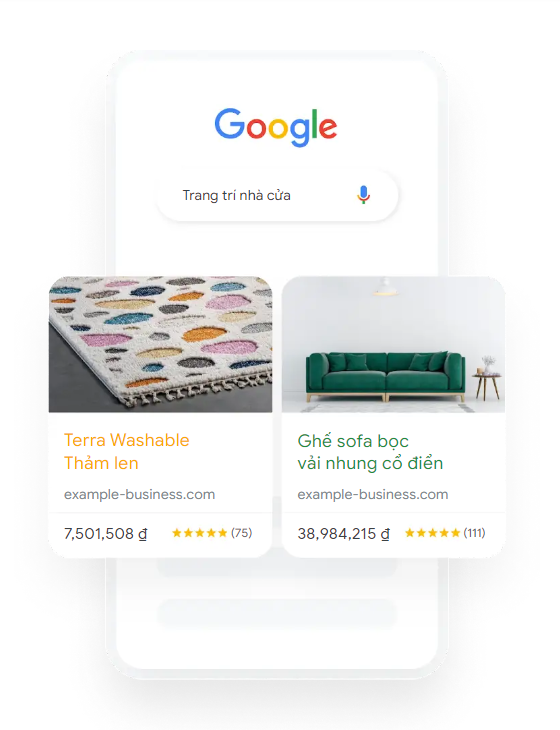 Google
Trang trí nhà cửa
Terra Washable
Thảm len
example-business.com
7,501,508 ₫
(75)
Ghế sofa bọc
vải nhung cổ điển
example-business.com
38,984,215 ₫
(111)